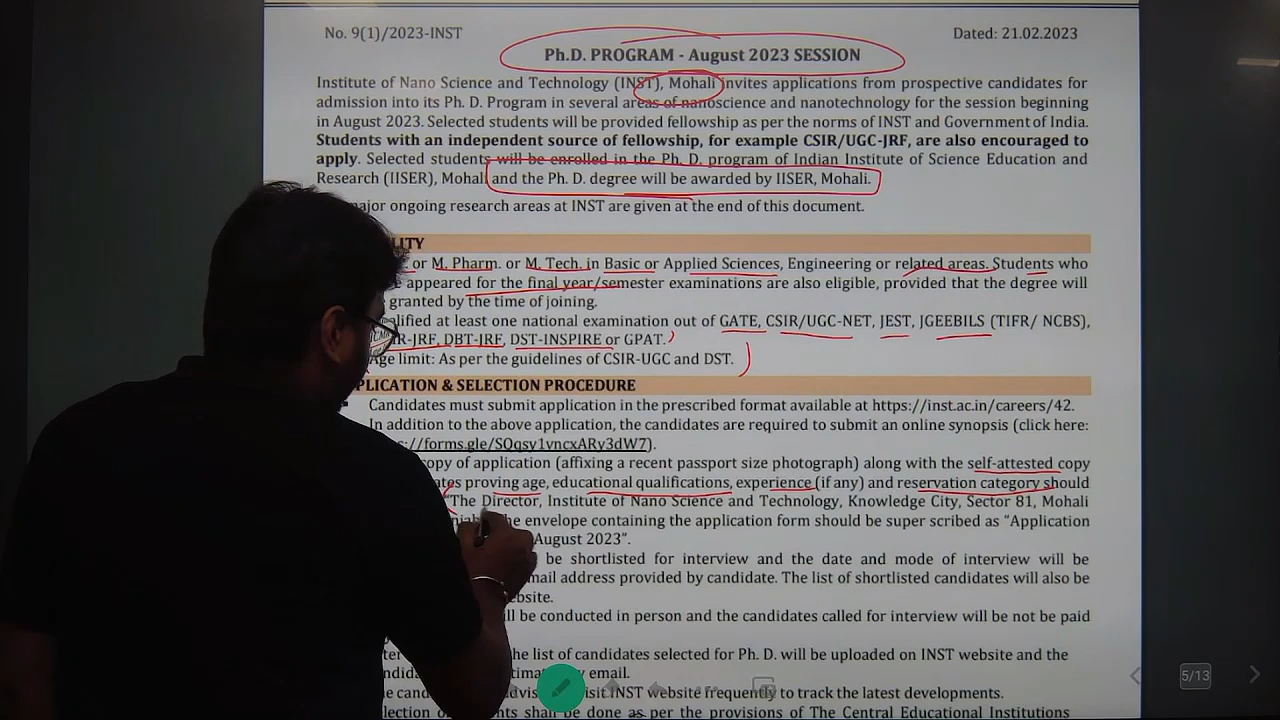 No. 9(1)/2023-INST Dated: 21.02.2023
Ph.D. PROGRAM - August 2023 SESSION
Institute of Nano Science and Technology (INST), Mohali invites applications from prospective candidates for
admission into its Ph. D. Program in several areas of nanoscience and nanotechnology for the session beginning
in August 2023. Selected students will be provided fellowship as per the norms of INST and Government of India.
Students with an independent source of fellowship, for example CSIR/UGC-JRF, are also encouraged to
apply. Selected students will be enrolled in the Ph. D. program of Indian Institute of Science Education and
Research (IISER), Mohali and the Ph. D. degree will be awarded by IISER, Mohali.
ongoing research areas at INST are given at the end of this document.
or M. Pharm. or M. Tech. in Basic or Applied Sciences, Engineering or related areas. Students who
appeared for the final year/semester examinations are also eligible, provided that the degree will
granted by the time of joining.
at least one national examination out of GATE, CSIR/UGC-NET, JEST, JGEEBILS (TIFR/ NCBS),
DBT-JRF, DST-INSPIRE or GPAT.
Age limit: As per the guidelines of CSIR-UGC and DST.
& SELECTION PROCEDURE
Candidates must submit application in the prescribed format available at https://inst.ac.in/careers/42.
In addition to the above application, the candidates are required to submit an online synopsis (click here:
://forms.gle/SQqsy1vncxARy3dW7).
copy of application (affixing a recent passport size photograph) along with the self-attested copy
proving age, educational qualifications, experience (if any) and reservation category should
"The Director, Institute of Nano Science and Technology, Knowledge City, Sector 81, Mohali
envelope containing the application form should be super scribed as "Application
August 2023".
be shortlisted for interview and the date and mode of interview will be
address provided by candidate. The list of shortlisted candidates will also be
be conducted in person and the candidates called for interview will be not be paid
list of candidates selected for Ph. D. will be uploaded on INST website and the
email.
INST website frequently to track the latest developments.
shall be done as per the provisions of The Central Educational Institutions
5/13